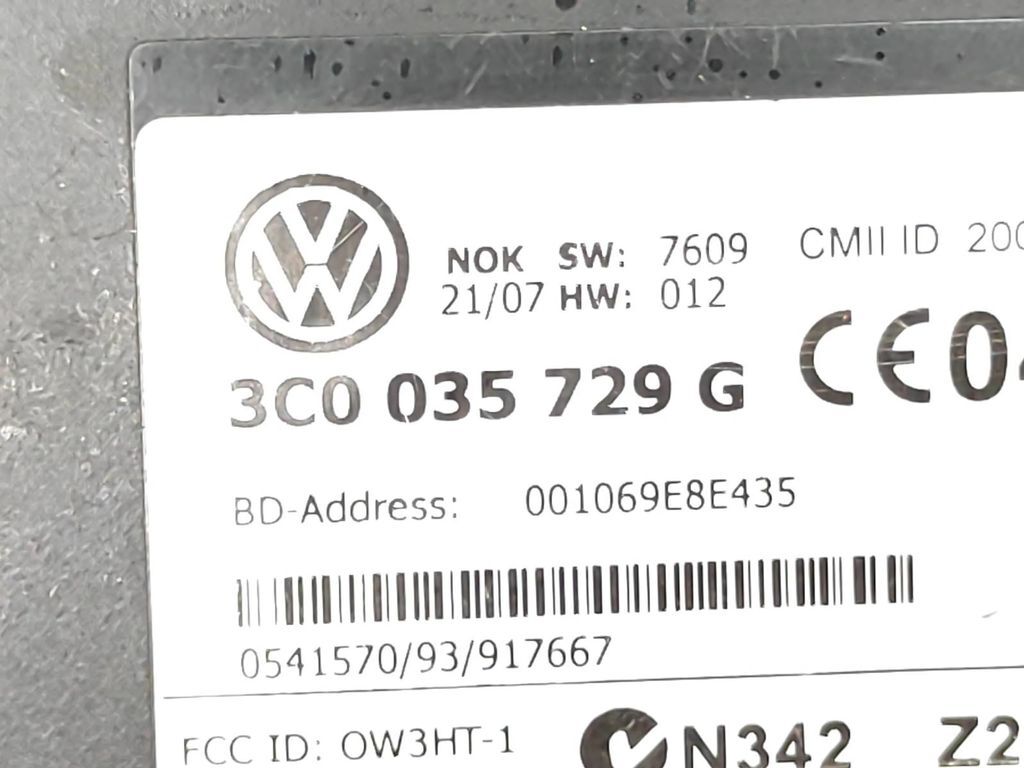 NOK SW: 7609 CMII ID 200
21/07 HW: 012
3C0 035 729 G CE04
BD-Address: 001069E8E435
0541570/93/917667
FCC ID: OW3HT-1 N342 Z2